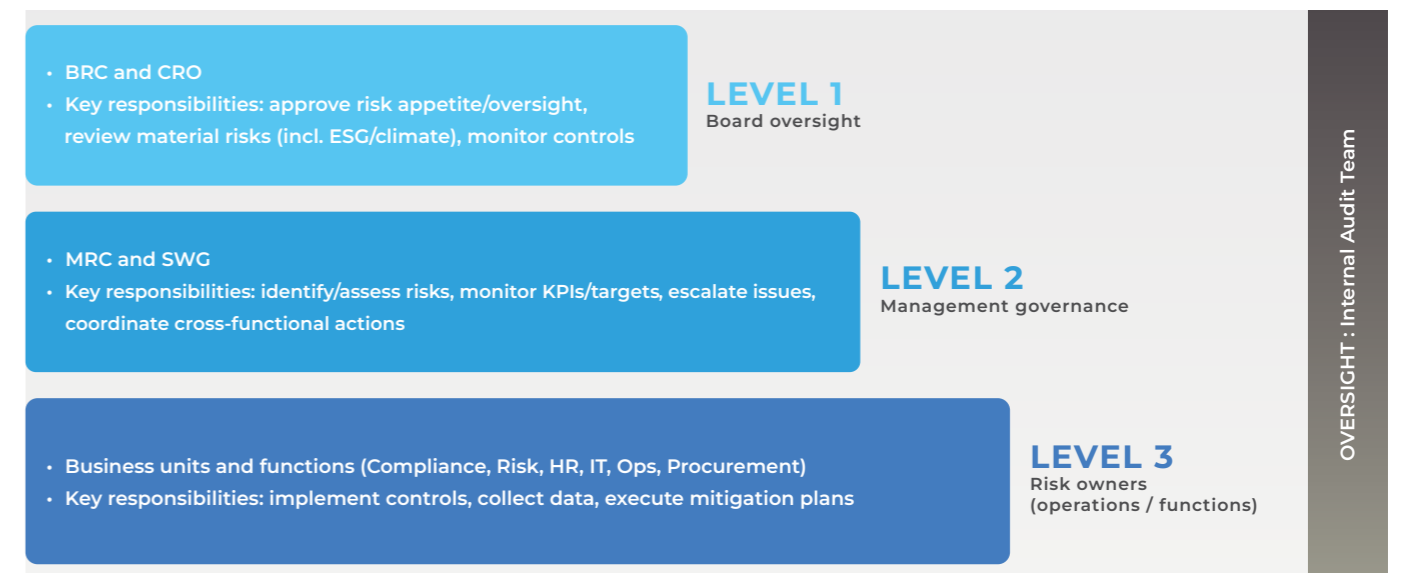 • BRC and CRO
• Key responsibilities: approve risk appetite/oversight,
review material risks (incl. ESG/climate), monitor controls
LEVEL 1
Board oversight
• MRC and SWG
• Key responsibilities: identify/assess risks, monitor KPIs/targets, escalate issues,
coordinate cross-functional actions
LEVEL 2
Management governance
• Business units and functions (Compliance, Risk, HR, IT, Ops, Procurement)
• Key responsibilities: implement controls, collect data, execute mitigation plans
LEVEL 3
Risk owners
(operations / functions)
OVERSIGHT : Internal Audit Team